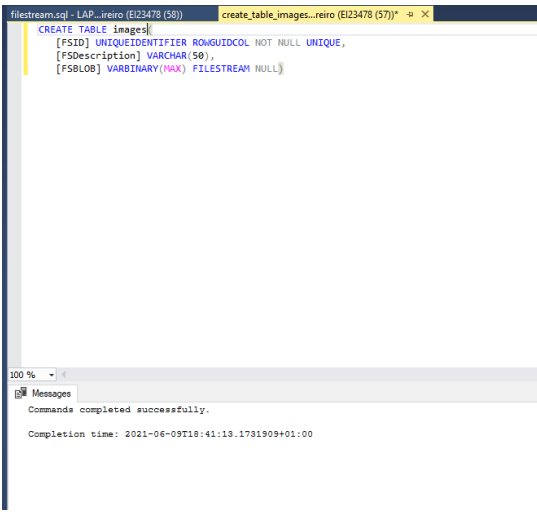 filestream.sql - LAP...ireiro (EI23478 (58)) create_table_images...reiro (EI23478 (57))*
CREATE TABLE images(
[FSID] UNIQUEIDENTIFIER ROWGUIDCOL NOT NULL UNIQUE,
[FSDescription] VARCHAR(50),
[FSBLOB] VARBINARY(MAX) FILESTREAM NULL)
100 %
Messages
Commands completed successfully.
Completion time: 2021-06-09T18:41:13.1731909+01:00